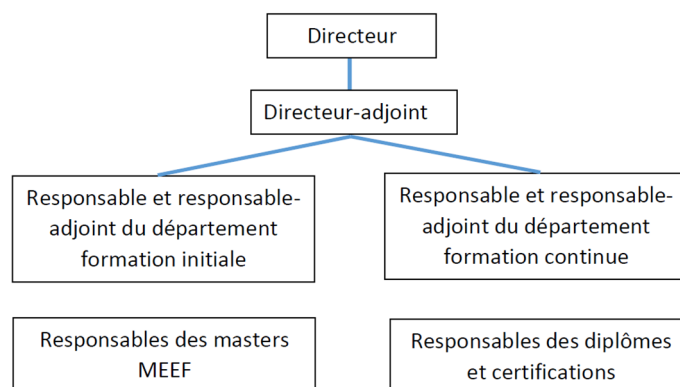 Directeur
Directeur-adjoint
Responsable et responsable-
adjoint du département
formation initiale
Responsable et responsable-
adjoint du département
formation continue
Responsables des masters
MEEF
Responsables des diplômes
et certifications